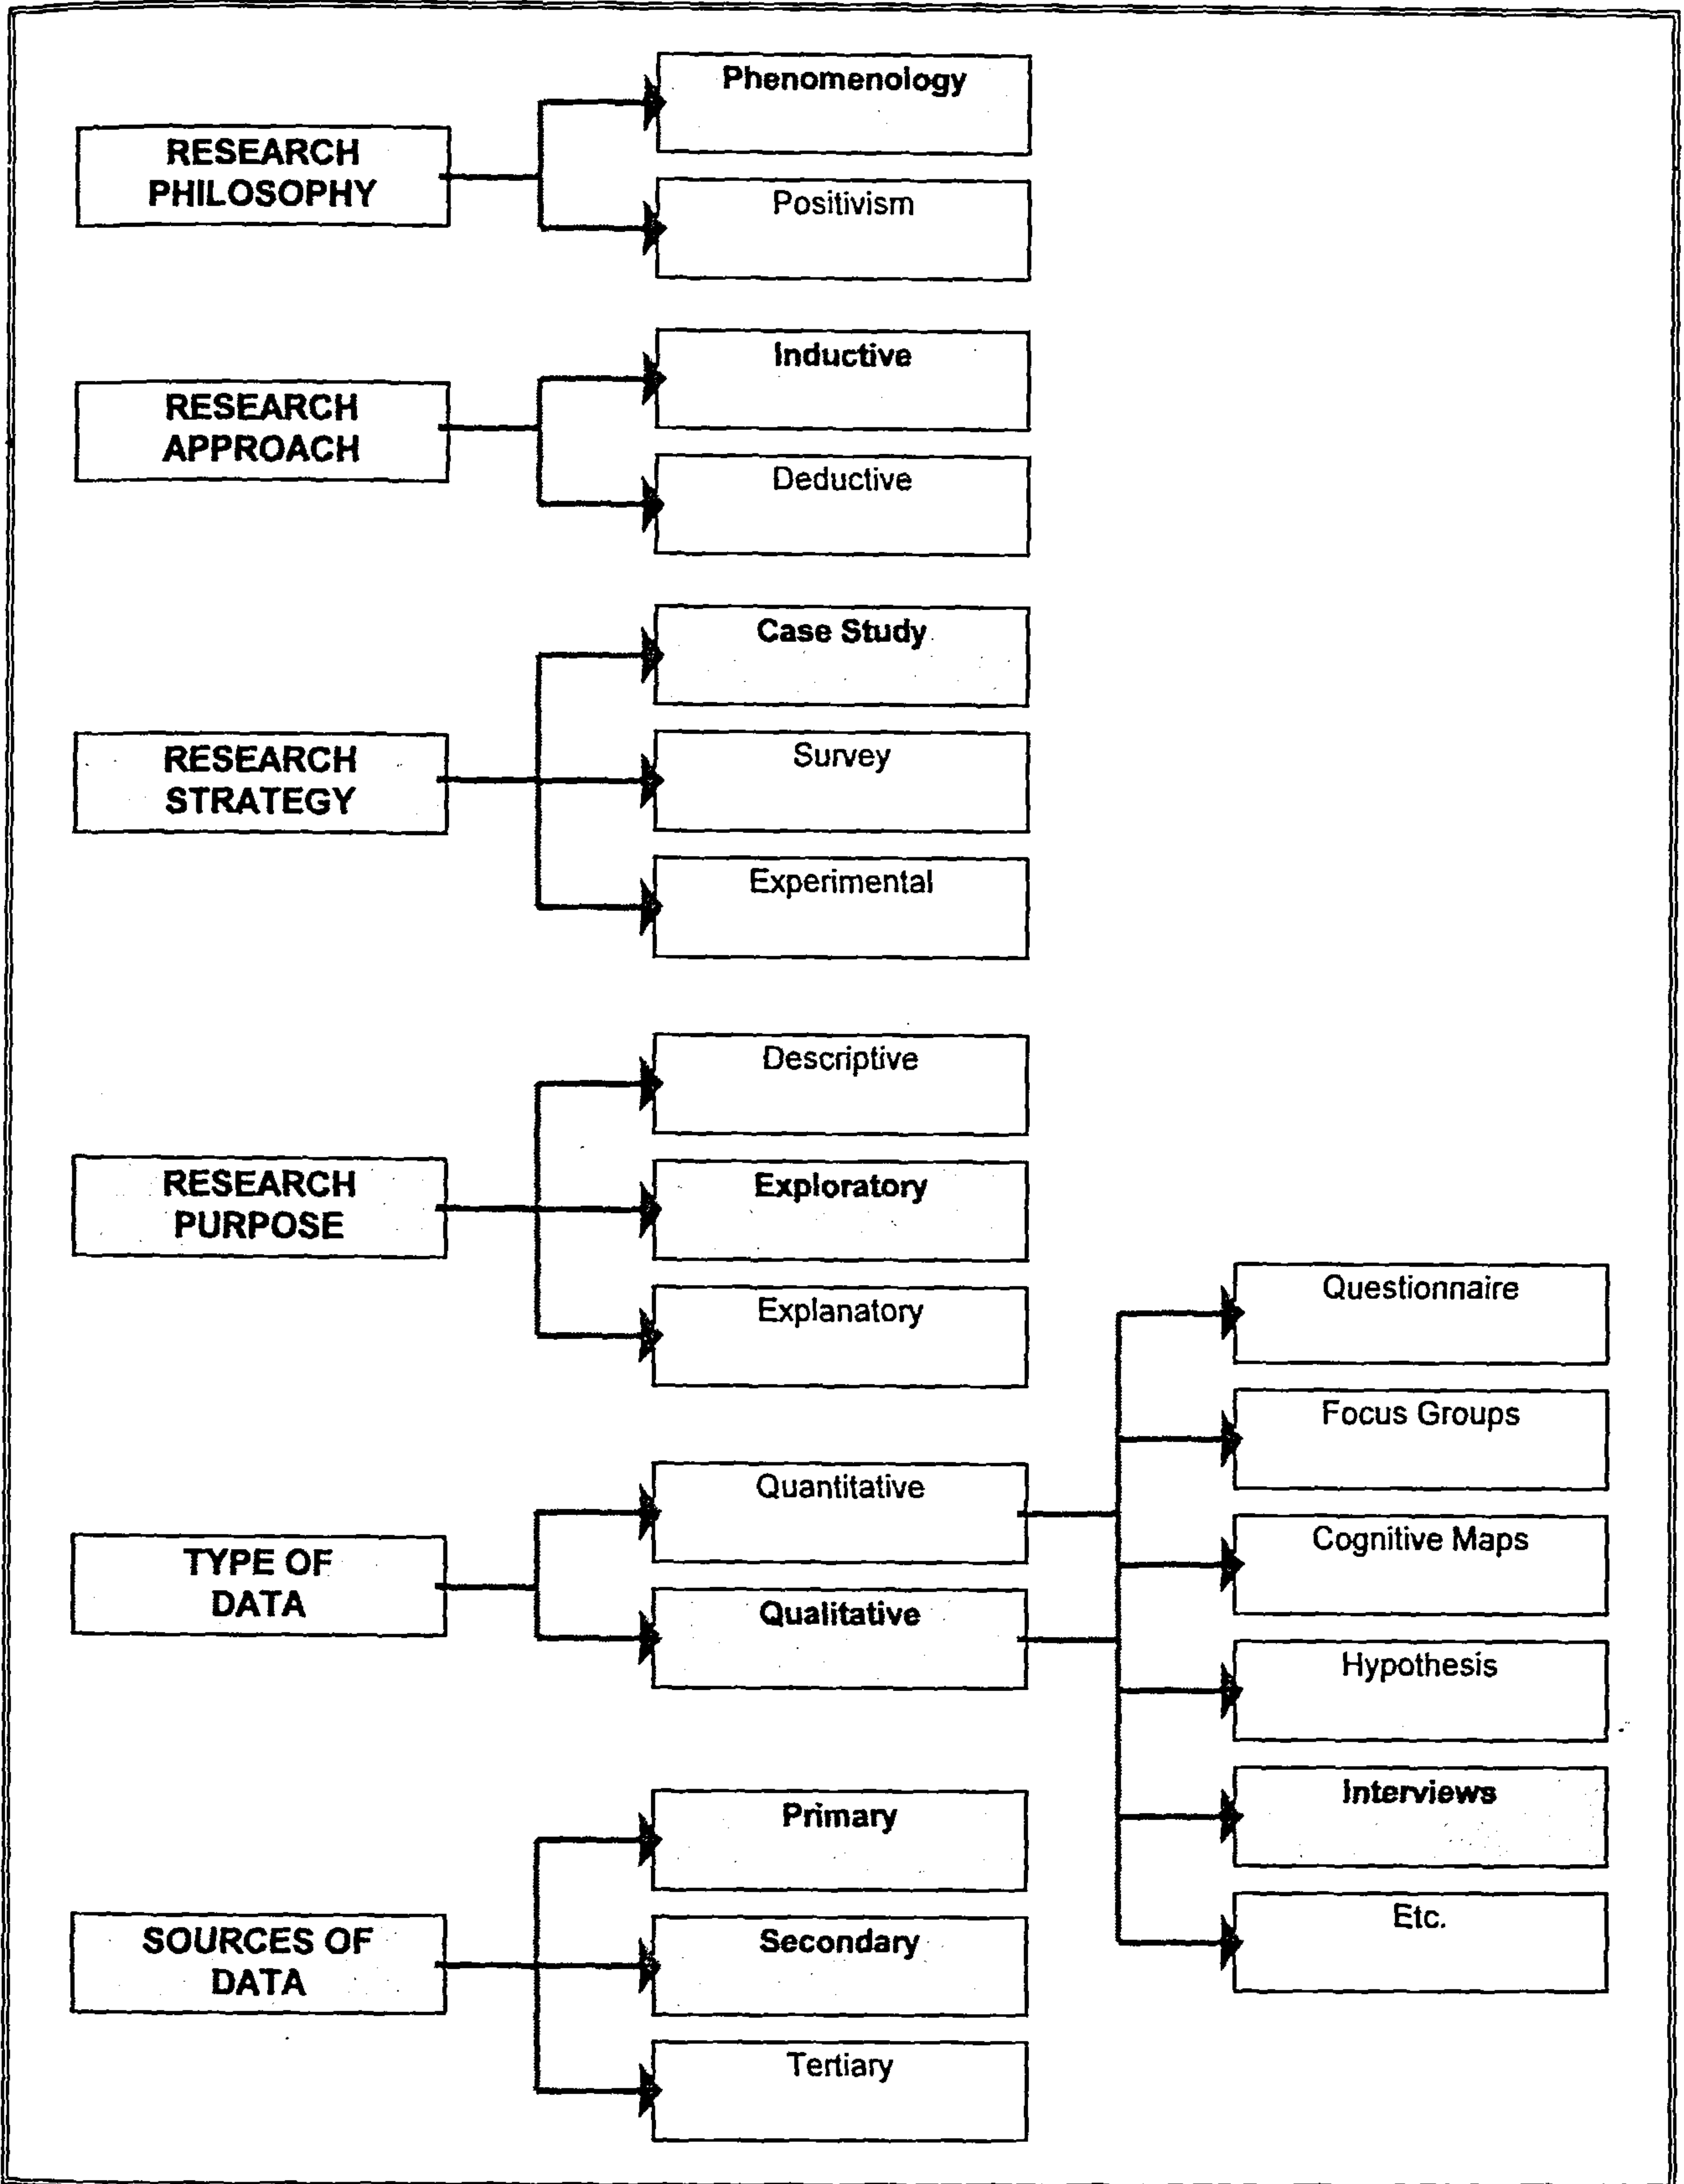 Phenomenology
RESEARCH
PHILOSOPHY
Positivism
Inductive
RESEARCH
APPROACH
Deductive
Case Study
RESEARCH
STRATEGY
Survey
Experimental
Descriptive
RESEARCH
PURPOSE
Exploratory
Explanatory
TYPE OF
DATA
Quantitative
Qualitative
Questionnaire
Focus Groups
Cognitive Maps
Hypothesis
Interviews
Etc.
SOURCES OF
DATA
Primary
Secondary
Tertiary